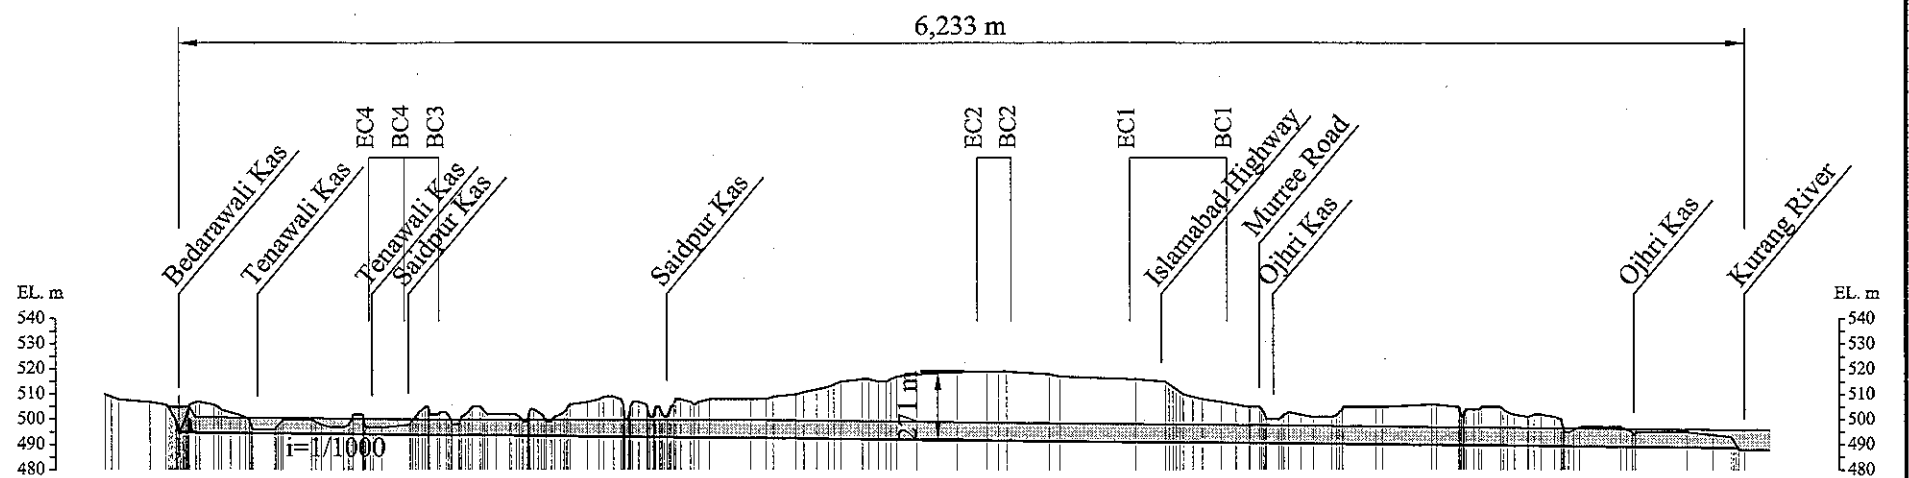 6,233 m
EC4
BC4
BC3
EC2
BC2
EC1
BC1
Bedarawali Kas
Tenawali Kas
Tenawali Kas
Saidpur Kas
Saidpur Kas
Islamabad Highway
Murree Road
Ojhri Kas
Ojhri Kas
Kurang River
EL. m
540
530
520
510
500
490
480
EL. m
540
530
520
510
500
490
480
27.1 m
i=1/1000